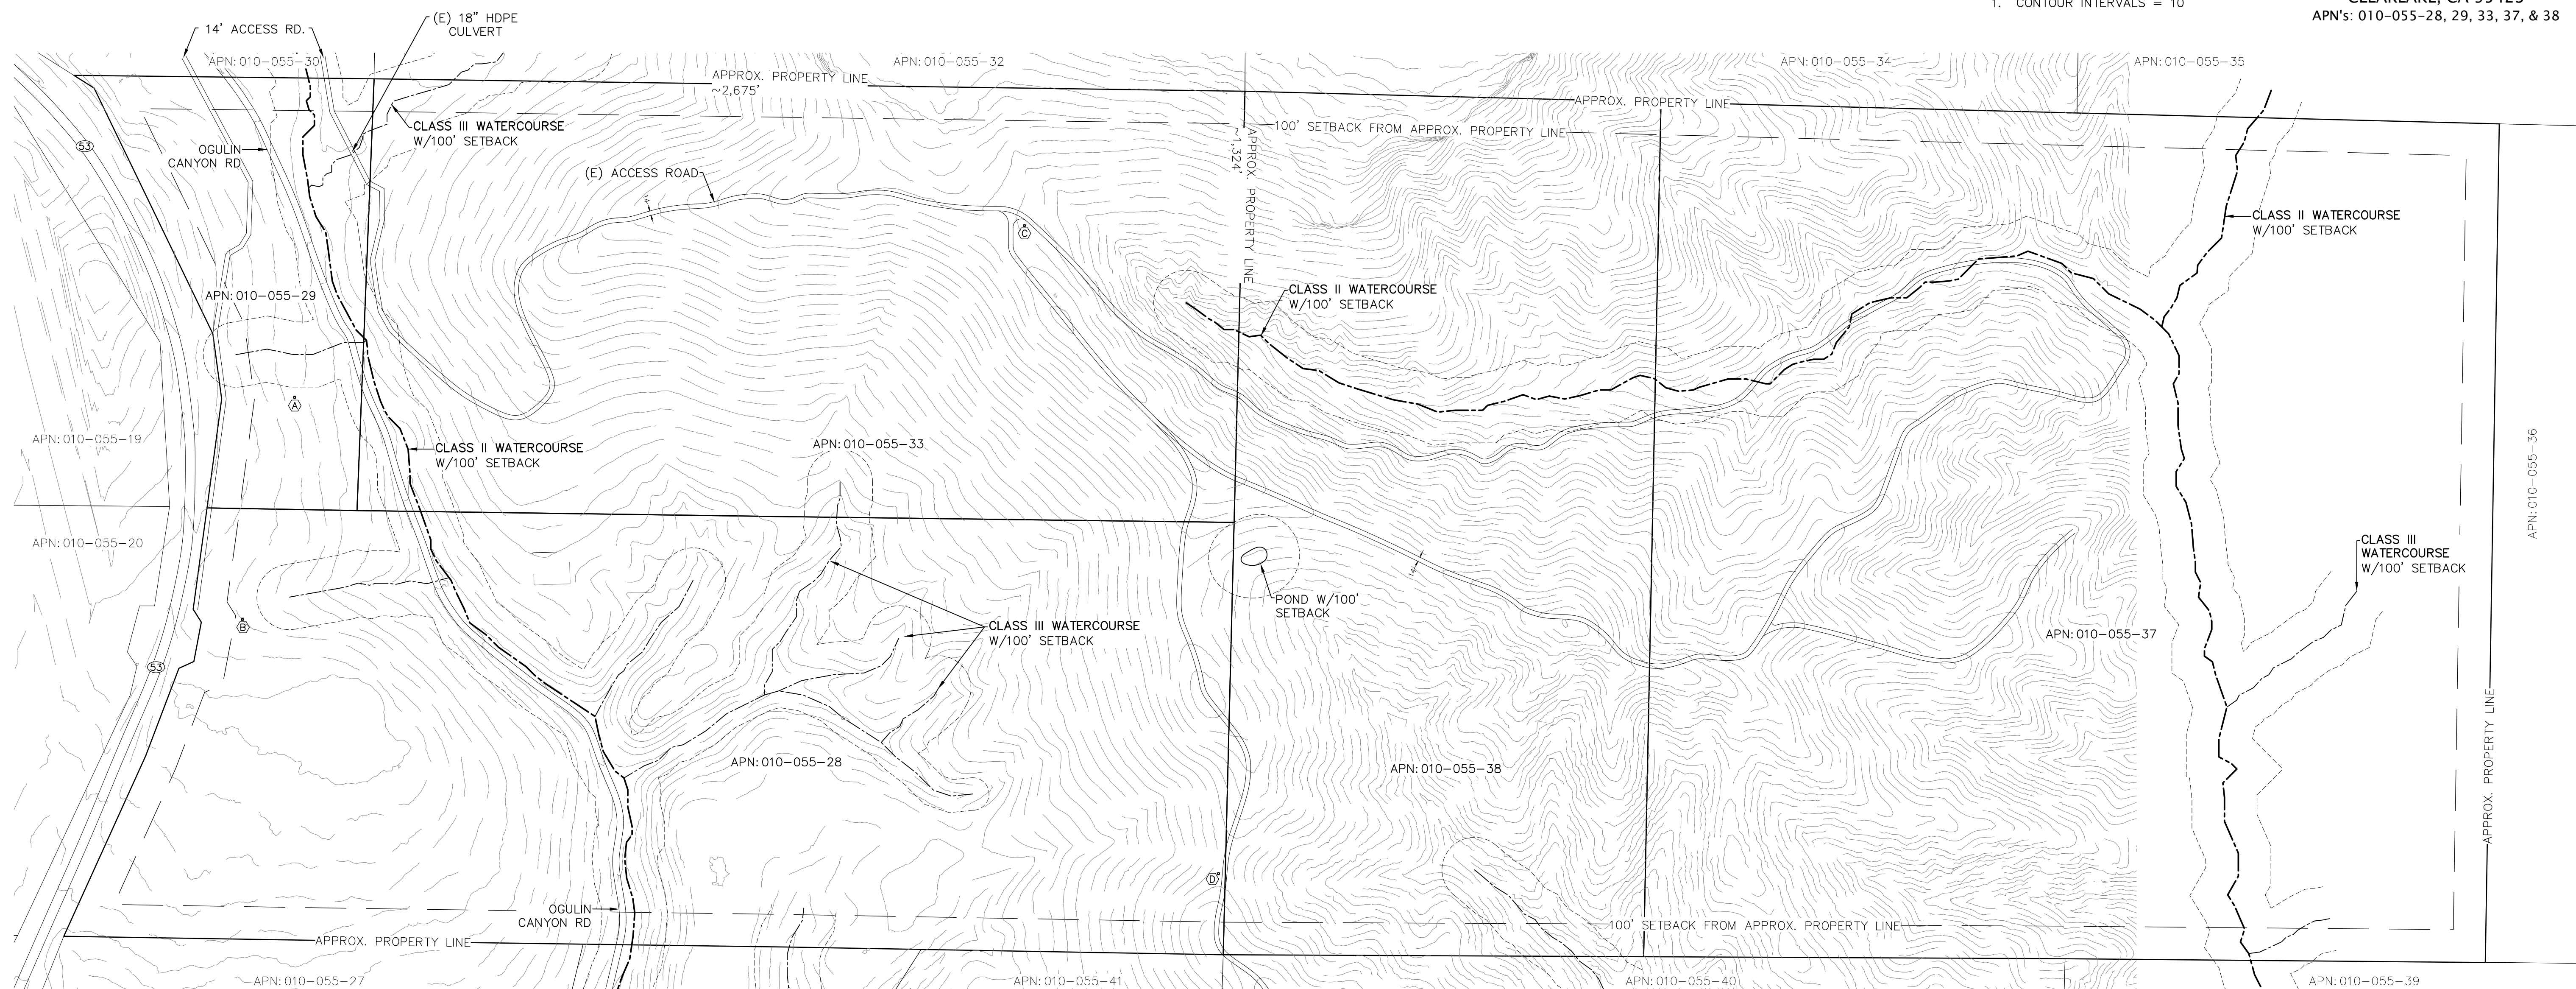 1. CONTOUR INTERVALS = 10'
CLEARLAKE, CA 95423
APN's: 010-055-28, 29, 33, 37, & 38
(E) 18" HDPE
CULVERT
14' ACCESS RD.
APN: 010-055-30
APPROX. PROPERTY LINE
~2,675'
APN: 010-055-32
APN: 010-055-34
APN: 010-055-35
APPROX. PROPERTY LINE
100' SETBACK FROM APPROX. PROPERTY LINE
APPROX. PROPERTY LINE
~1,324'
53
OGULIN
CANYON RD
CLASS III WATERCOURSE
W/100' SETBACK
(E) ACCESS ROAD
14'
C
CLASS II WATERCOURSE
W/100' SETBACK
CLASS II WATERCOURSE
W/100' SETBACK
APN: 010-055-29
A
APN: 010-055-19
CLASS II WATERCOURSE
W/100' SETBACK
APN: 010-055-33
APN: 010-055-36
APN: 010-055-20
14'
CLASS III
WATERCOURSE
W/100' SETBACK
POND W/100'
SETBACK
B
CLASS III WATERCOURSE
W/100' SETBACK
APN: 010-055-37
53
APPROX. PROPERTY LINE
APN: 010-055-28
APN: 010-055-38
D
OGULIN
CANYON RD
100' SETBACK FROM APPROX. PROPERTY LINE
APPROX. PROPERTY LINE
APN: 010-055-27
APN: 010-055-41
APN: 010-055-40
APN: 010-055-39